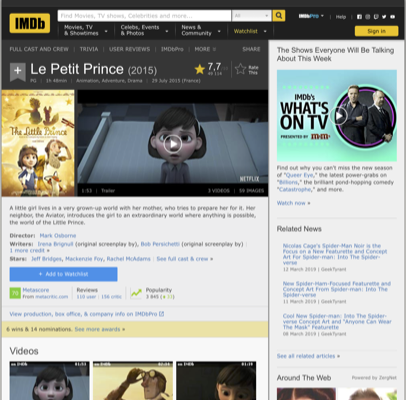 IMDb
Find Movies, TV shows, Celebrities and more...
All
IMDbPro
Help
Movies, TV & Showtimes
Celebs, Events & Photos
News & Community
Watchlist
Sign in
FULL CAST AND CREW | TRIVIA | USER REVIEWS | IMDbPro | MORE
SHARE
Le Petit Prince (2015)
7,7
Rate This
PG | 1h 48min | Animation, Adventure, Drama | 29 July 2015 (France)
The Little Prince
NETFLIX
1:53 | Trailer
3 VIDEOS | 59 IMAGES
A little girl lives in a very grown-up world with her mother, who tries to prepare her for it. Her
neighbor, the Aviator, introduces the girl to an extraordinary world where anything is possible,
the world of the Little Prince.
Director: Mark Osborne
Writers: Irena Brignull (original screenplay by), Bob Persichetti (original screenplay by) |
1 more credit »
Stars: Jeff Bridges, Mackenzie Foy, Rachel McAdams | See full cast & crew »
+ Add to Watchlist
70
Metascore
From metacritic.com
Reviews
110 user | 156 critic
Popularity
View production, box office, & company info on IMDbPro
6 wins & 14 nominations. See more awards »
Videos
The Shows Everyone Will Be Talking
About This Week
IMDb's
WHAT'S
ON TV
PRESENTED BY m&m's
Find out why you can't miss the new season
of "Queer Eye," the latest power-grabs on
"Billions," the brilliant pond-hopping comedy
"Catastrophe," and more.
Watch now »
Related News
Nicolas Cage's Spider-Man Noir is the
Focus on a New Featurette and Concept
Art For Spider-man: Into The Spider-
verse
12 March 2019 | GeekTyrant
New Spider-Ham-Focused Featurette and
Concept Art From Spider-Man: Into The
Spider-verse
11 March 2019 | GeekTyrant
Cool New Spider-man: Into the Spider-
verse Concept Art and "Anyone Can Wear
The Mask" Featurette
08 March 2019 | GeekTyrant
See all related articles »
Around The Web
Powered by ZergNet